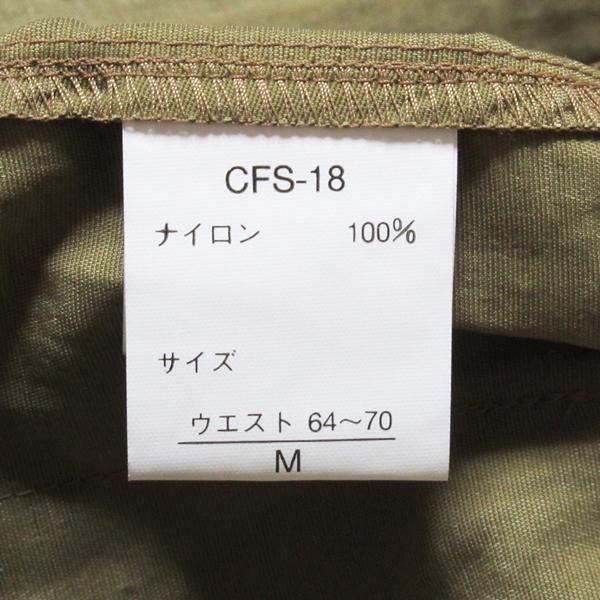 CFS-18
ナイロン 100%
サイズ
ウエスト 64〜70
M